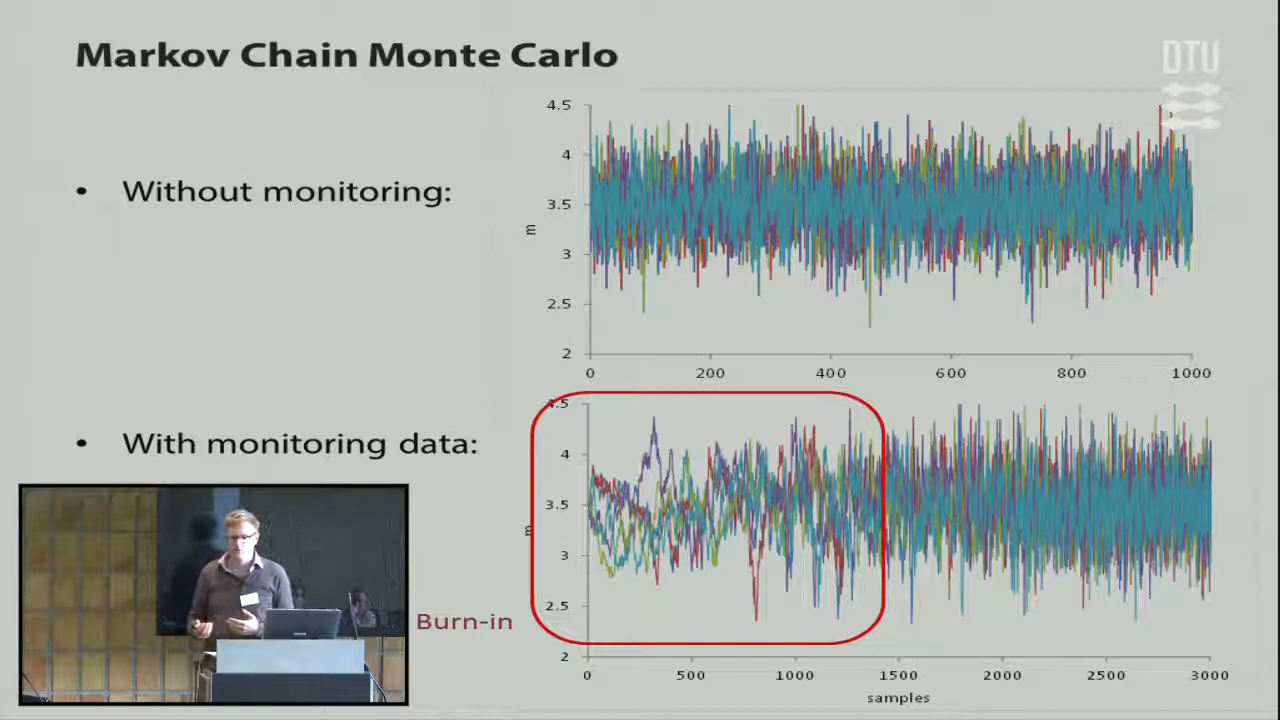 Markov Chain Monte Carlo
DTU
• Without monitoring:
4.5
4
3.5
3
2.5
2
m
0 200 400 600 800 1000
• With monitoring data:
4.5
4
3.5
3
2.5
2
m
Burn-in
0 500 1000 1500 2000 2500 3000
samples